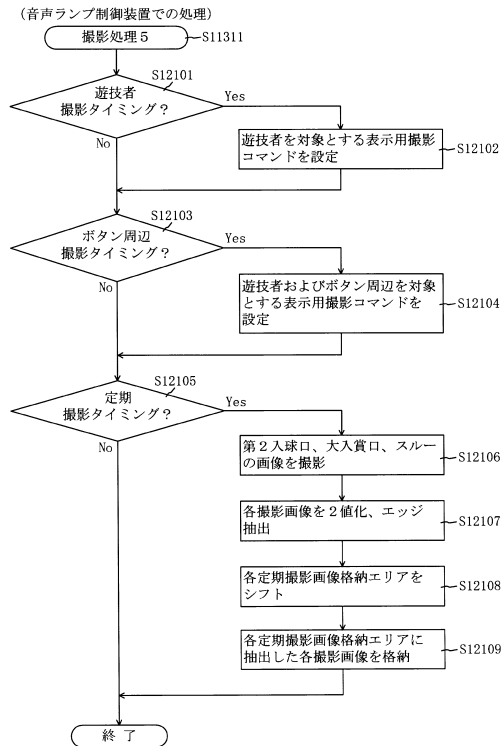 (音声ランプ制御装置での処理)
撮影処理5
S11311
S12101
遊技者
撮影タイミング?
Yes
No
遊技者を対象とする表示用撮影
コマンドを設定
S12102
S12103
ボタン周辺
撮影タイミング?
Yes
No
遊技者およびボタン周辺を対象
とする表示用撮影コマンドを
設定
S12104
S12105
定期
撮影タイミング?
Yes
No
第2入球口、大入賞口、スルー
の画像を撮影
S12106
各撮影画像を2値化、エッジ
抽出
S12107
各定期撮影画像格納エリアを
シフト
S12108
各定期撮影画像格納エリアに
抽出した各撮影画像を格納
S12109
終了